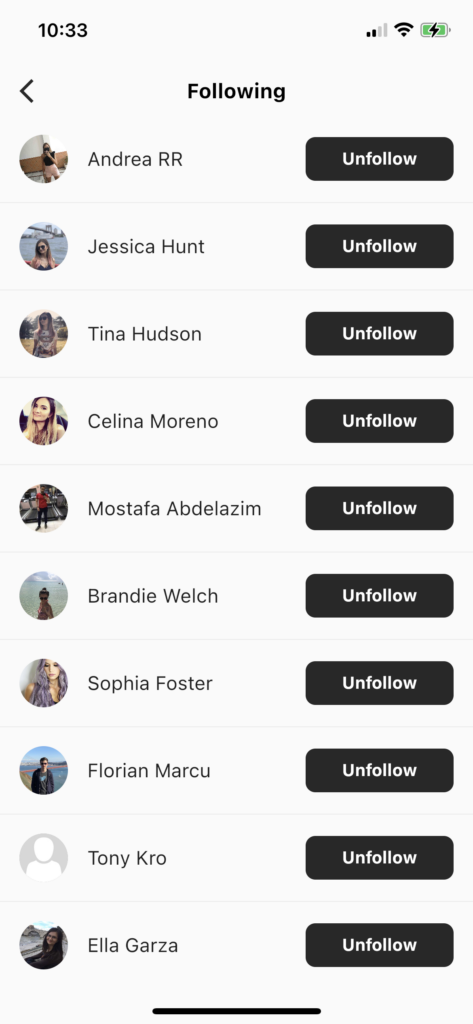 10:33
Following
Andrea RR Unfollow
Jessica Hunt Unfollow
Tina Hudson Unfollow
Celina Moreno Unfollow
Mostafa Abdelazim Unfollow
Brandie Welch Unfollow
Sophia Foster Unfollow
Florian Marcu Unfollow
Tony Kro Unfollow
Ella Garza Unfollow